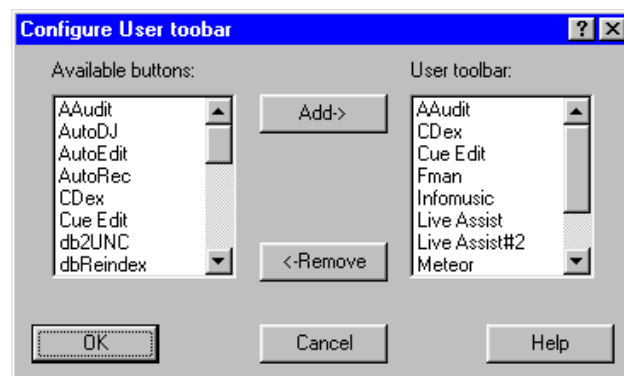 Configure User toobar
Available buttons:
User toolbar:
AAudit
AutoDJ
AutoEdit
AutoRec
CDex
Cue Edit
db2UNC
dbReindex
Add->
<-Remove
AAudit
CDex
Cue Edit
Fman
Infomusic
Live Assist
Live Assist#2
Meteor
OK
Cancel
Help